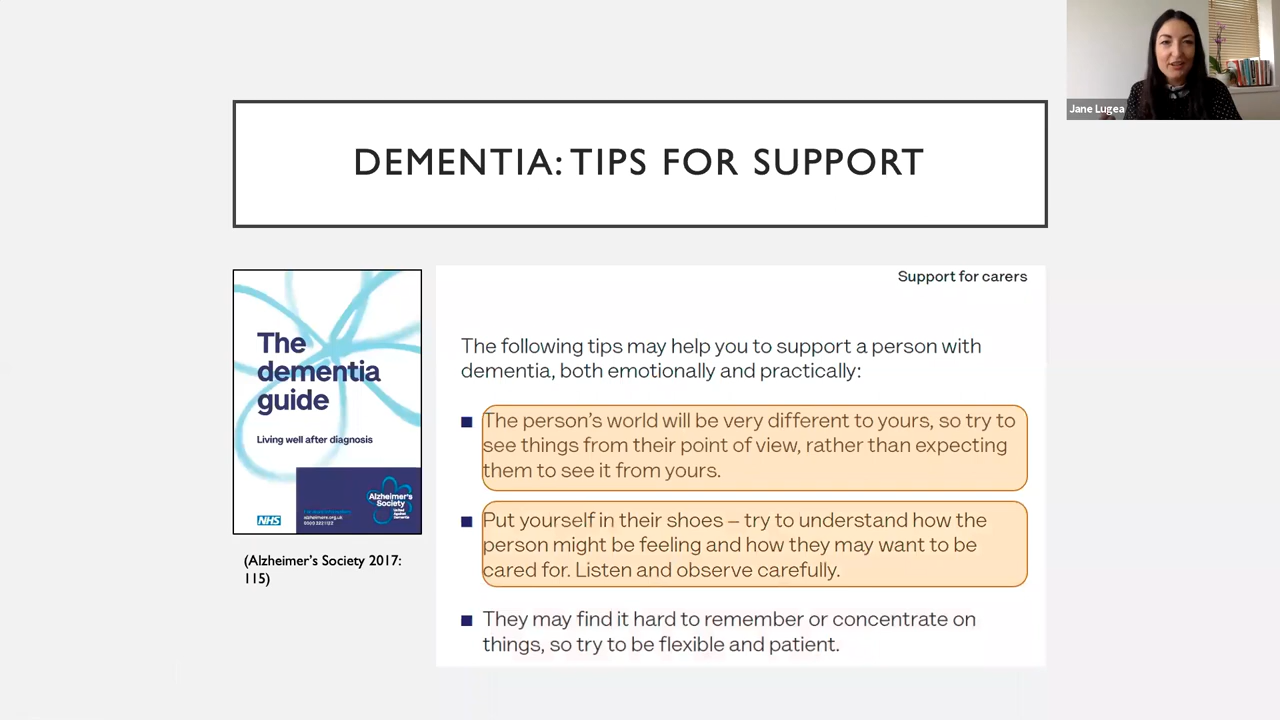 Jane Lugea
DEMENTIA: TIPS FOR SUPPORT
The
dementia
guide
Living well after diagnosis
NHS
alzheimers.org.uk
Alzheimer's
Society
(Alzheimer's Society 2017:
115)
Support for carers
The following tips may help you to support a person with
dementia, both emotionally and practically:
■ The person's world will be very different to yours, so try to
see things from their point of view, rather than expecting
them to see it from yours.
■ Put yourself in their shoes – try to understand how the
person might be feeling and how they may want to be
cared for. Listen and observe carefully.
■ They may find it hard to remember or concentrate on
things, so try to be flexible and patient.